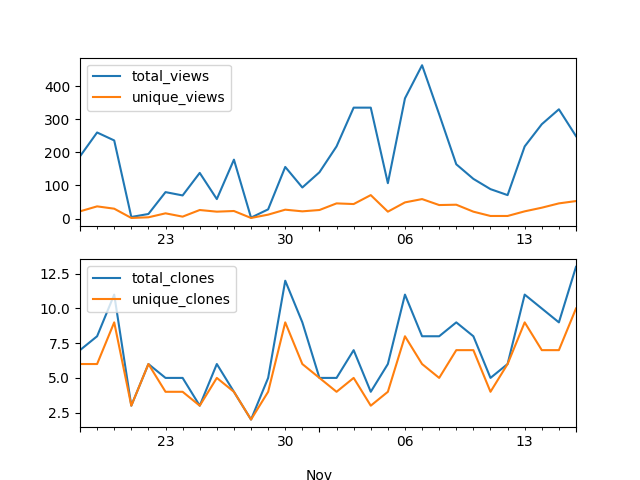 total_views
unique_views
400
300
200
100
0
23 30 06 13
total_clones
unique_clones
12.5
10.0
7.5
5.0
2.5
23 30 06 13
Nov